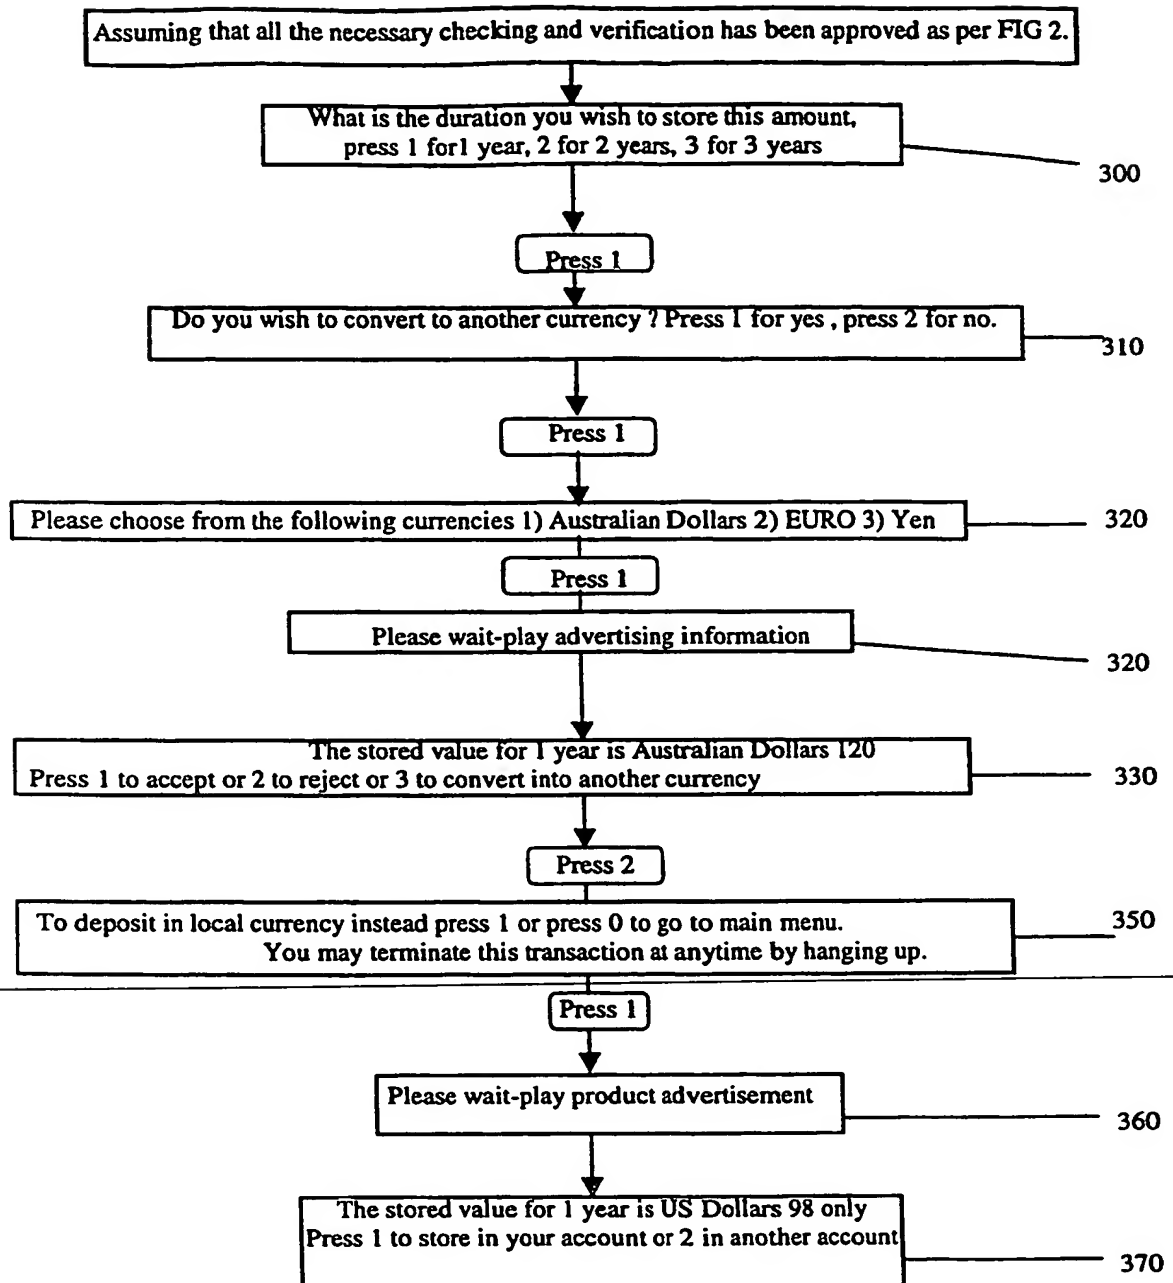 Assuming that all the necessary checking and verification has been approved as per FIG 2.
What is the duration you wish to store this amount,
press 1 for1 year, 2 for 2 years, 3 for 3 years
300
Press 1
Do you wish to convert to another currency ? Press 1 for yes , press 2 for no.
310
Press 1
Please choose from the following currencies 1) Australian Dollars 2) EURO 3) Yen
320
Press 1
Please wait-play advertising information
320
The stored value for 1 year is Australian Dollars 120
Press 1 to accept or 2 to reject or 3 to convert into another currency
330
Press 2
To deposit in local currency instead press 1 or press 0 to go to main menu.
You may terminate this transaction at anytime by hanging up.
350
Press 1
Please wait-play product advertisement
360
The stored value for 1 year is US Dollars 98 only
Press 1 to store in your account or 2 in another account
370